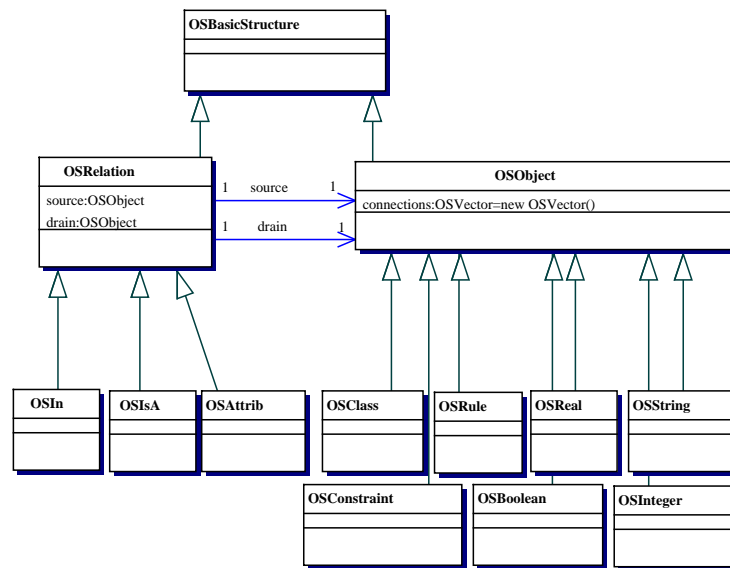 OSBasicStructure
OSRelation
source:OSObject
drain:OSObject
1 source 1
1 drain 1
OSObject
connections:OSVector=new OSVector()
OSIn
OSIsA
OSAttrib
OSClass
OSRule
OSReal
OSString
OSConstraint
OSBoolean
OSInteger